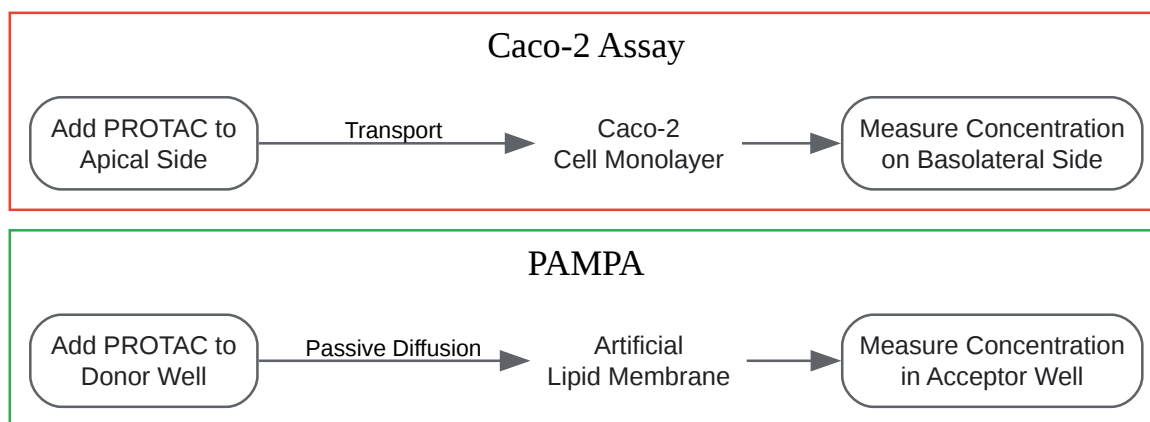 Caco-2 Assay
Add PROTAC to
Apical Side
Transport
Caco-2
Cell Monolayer
Measure Concentration
on Basolateral Side
PAMPA
Add PROTAC to
Donor Well
Passive Diffusion
Artificial
Lipid Membrane
Measure Concentration
in Acceptor Well